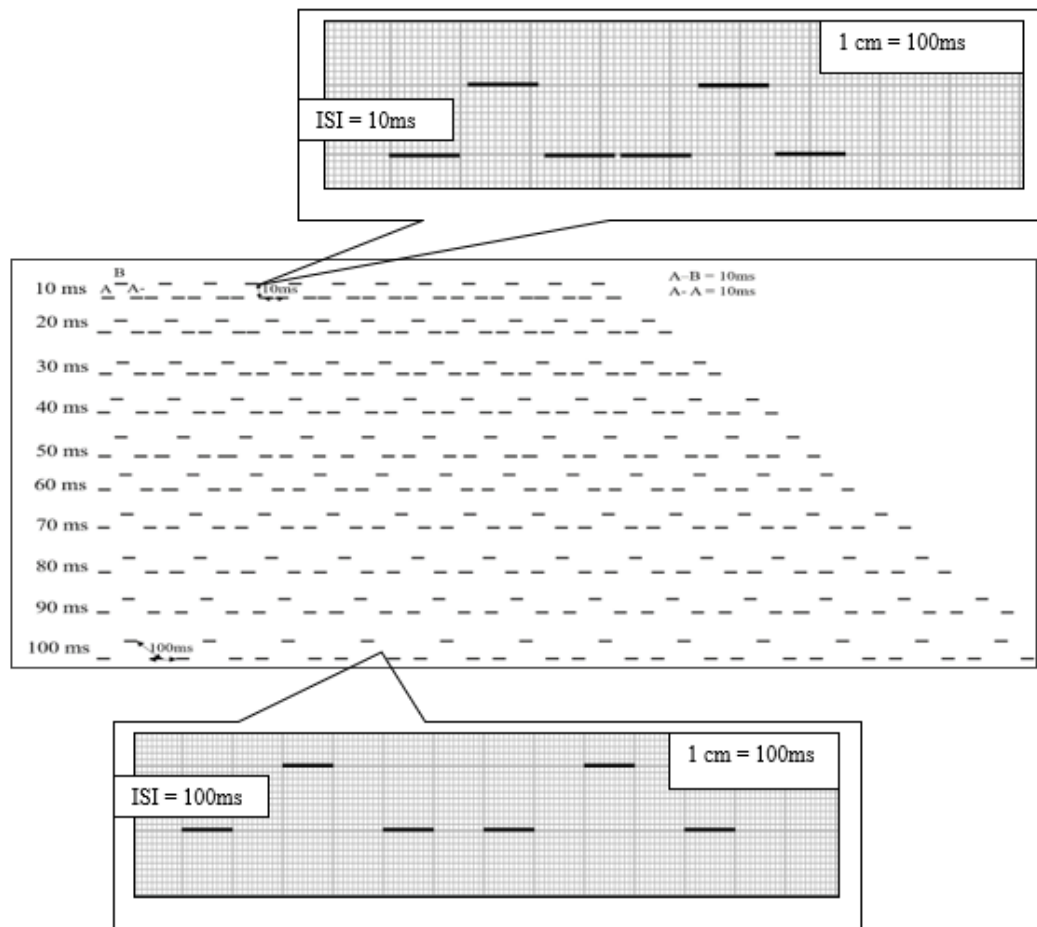 1 cm = 100ms
ISI = 10ms
B
10 ms A A- 10ms
A–B = 10ms
A- A = 10ms
20 ms
30 ms
40 ms
50 ms
60 ms
70 ms
80 ms
90 ms
100 ms 100ms
1 cm = 100ms
ISI = 100ms